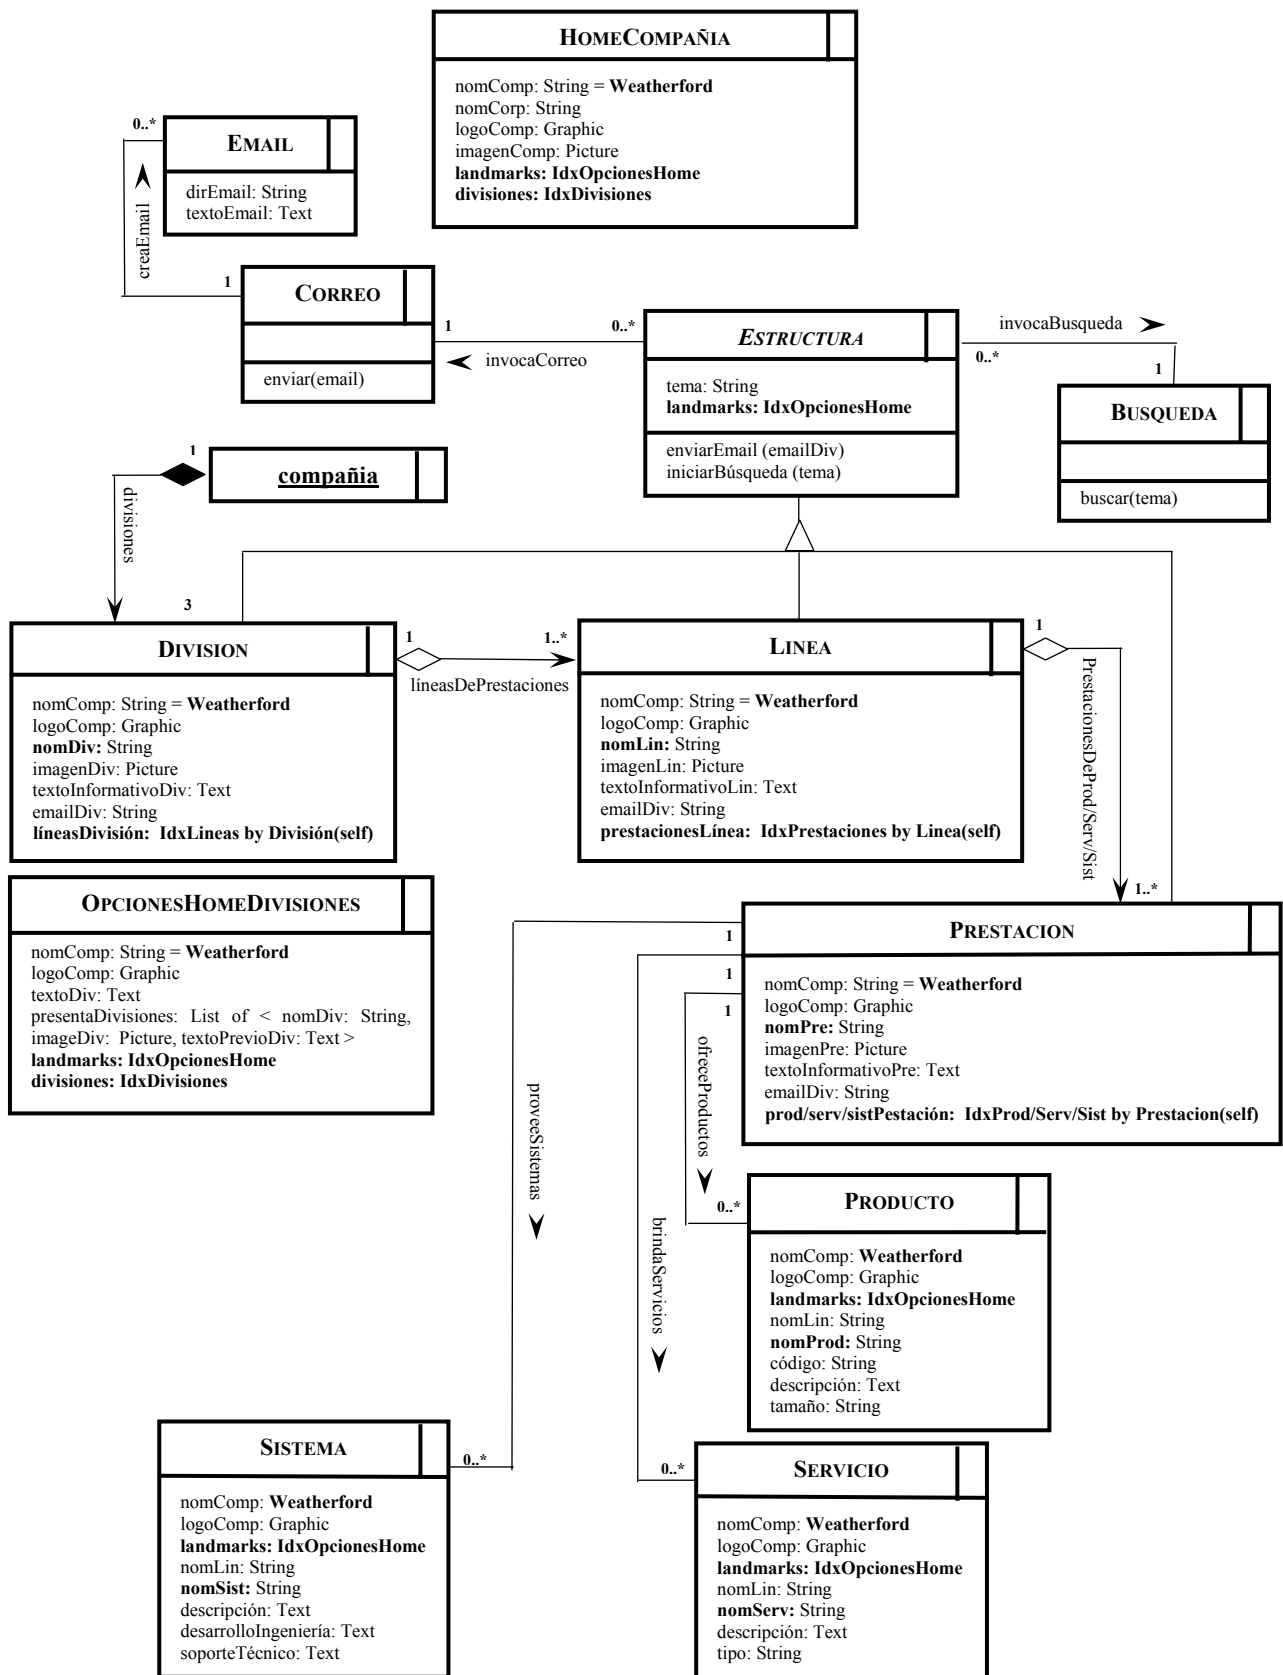 HOMECOMPAÑIA
nomComp: String = Weatherford
nomCorp: String
logoComp: Graphic
imagenComp: Picture
landmarks: IdxOpcionesHome
divisiones: IdxDivisiones
0..*
EMAIL
dirEmail: String
textoEmail: Text
creaEmail
1
CORREO
enviar(email)
1
0..*
invocaCorreo
ESTRUCTURA
tema: String
landmarks: IdxOpcionesHome
enviarEmail (emailDiv)
iniciarBúsqueda (tema)
invocaBusqueda
0..*
1
BUSQUEDA
buscar(tema)
1
compañia
divisiones
3
DIVISION
nomComp: String = Weatherford
logoComp: Graphic
nomDiv: String
imagenDiv: Picture
textoInformativoDiv: Text
emailDiv: String
líneasDivisión: IdxLineas by División(self)
1
1..*
líneasDePrestaciones
LINEA
nomComp: String = Weatherford
logoComp: Graphic
nomLin: String
imagenLin: Picture
textoInformativoLin: Text
emailDiv: String
prestacionesLínea: IdxPrestaciones by Linea(self)
1
PrestacionesDeProd/Serv/Sist
1..*
OPCIONESHOMEDIVISIONES
nomComp: String = Weatherford
logoComp: Graphic
textoDiv: Text
presentaDivisiones: List of < nomDiv: String,
imageDiv: Picture, textoPrevioDiv: Text >
landmarks: IdxOpcionesHome
divisiones: IdxDivisiones
PRESTACION
nomComp: String = Weatherford
logoComp: Graphic
nomPre: String
imagenPre: Picture
textoInformativoPre: Text
emailDiv: String
prod/serv/sistPestación: IdxProd/Serv/Sist by Prestacion(self)
1
1
1
ofreceProductos
proveeSistemas
brindaServicios
0..*
PRODUCTO
nomComp: Weatherford
logoComp: Graphic
landmarks: IdxOpcionesHome
nomLin: String
nomProd: String
código: String
descripción: Text
tamaño: String
SISTEMA
0..*
nomComp: Weatherford
logoComp: Graphic
landmarks: IdxOpcionesHome
nomLin: String
nomSist: String
descripción: Text
desarrolloIngeniería: Text
soporteTécnico: Text
0..*
SERVICIO
nomComp: Weatherford
logoComp: Graphic
landmarks: IdxOpcionesHome
nomLin: String
nomServ: String
descripción: Text
tipo: String